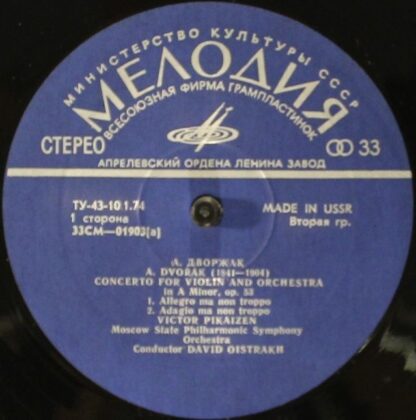 МИНИСТЕРСТВО КУЛЬТУРЫ СССР
МЕЛОДИЯ
ВСЕСОЮЗНАЯ ФИРМА ГРАМПЛАСТИНОК
СТЕРЕО 33
АПРЕЛЕВСКИЙ ОРДЕНА ЛЕНИНА ЗАВОД
ТУ-43-10 1.74 MADE IN USSR
1 сторона Вторая гр.
33СМ—01903(а)
А. ДВОРЖАК
A. DVOŘAK (1841—1904)
CONCERTO FOR VIOLIN AND ORCHESTRA
in A Minor, op. 53
1. Allegro ma non troppo
2. Adagio ma non troppo
VICTOR PIKAIZEN
Moscow State Philharmonic Symphony
Orchestra
Conductor DAVID OISTRAKH